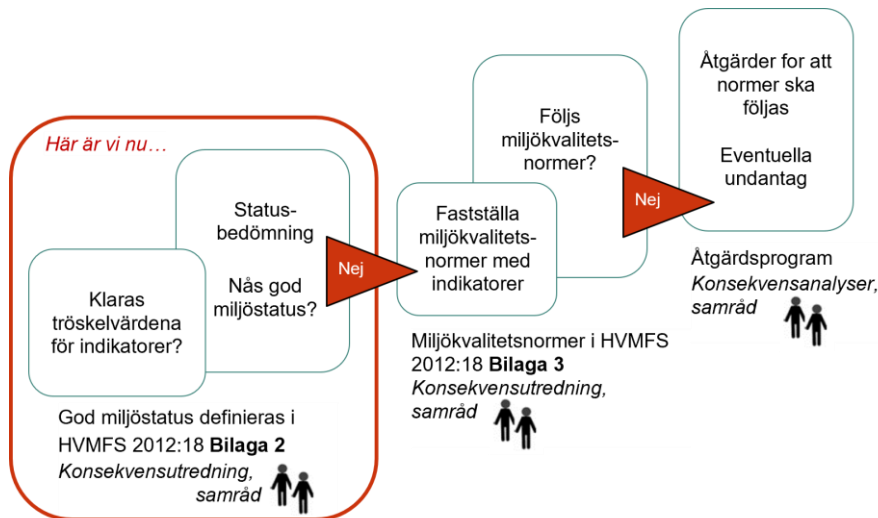 Här är vi nu…
Klaras
tröskelvärdena
för indikatorer?
Status-
bedömning
Nås god
miljöstatus?
God miljöstatus definieras i
HVMFS 2012:18 Bilaga 2
Konsekvensutredning,
samråd
Nej
Fastställa
miljökvalitets-
normer med
indikatorer
Följs
miljökvalitets-
normer?
Miljökvalitetsnormer i HVMFS
2012:18 Bilaga 3
Konsekvensutredning,
samråd
Nej
Åtgärder for att
normer ska
följas
Eventuella
undantag
Åtgärdsprogram
Konsekvensanalyser,
samråd